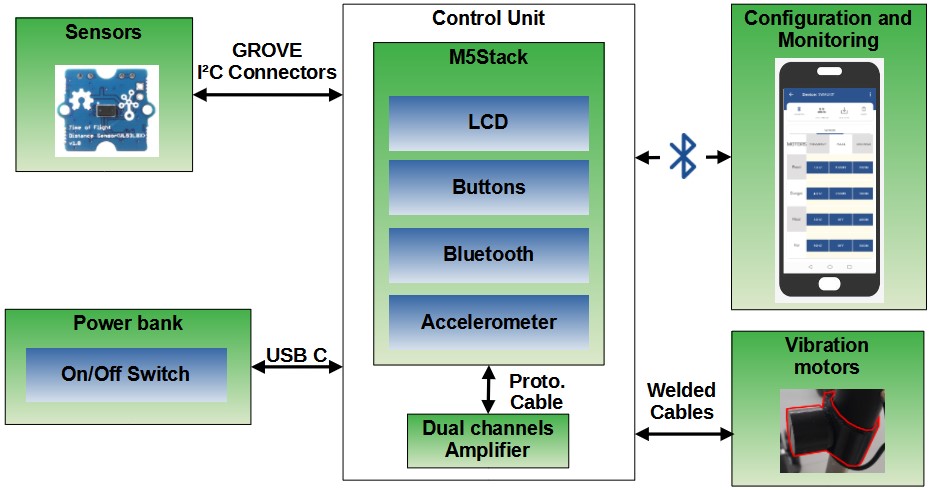 Sensors
Time of Flight
Distance Sensor<VL53L0X>
v1.0
GROVE
I²C Connectors
Control Unit
M5Stack
LCD
Buttons
Bluetooth
Accelerometer
Proto.
Cable
Dual channels
Amplifier
Power bank
On/Off Switch
USB C
Configuration and
Monitoring
MOTORS
Welded
Cables
Vibration
motors